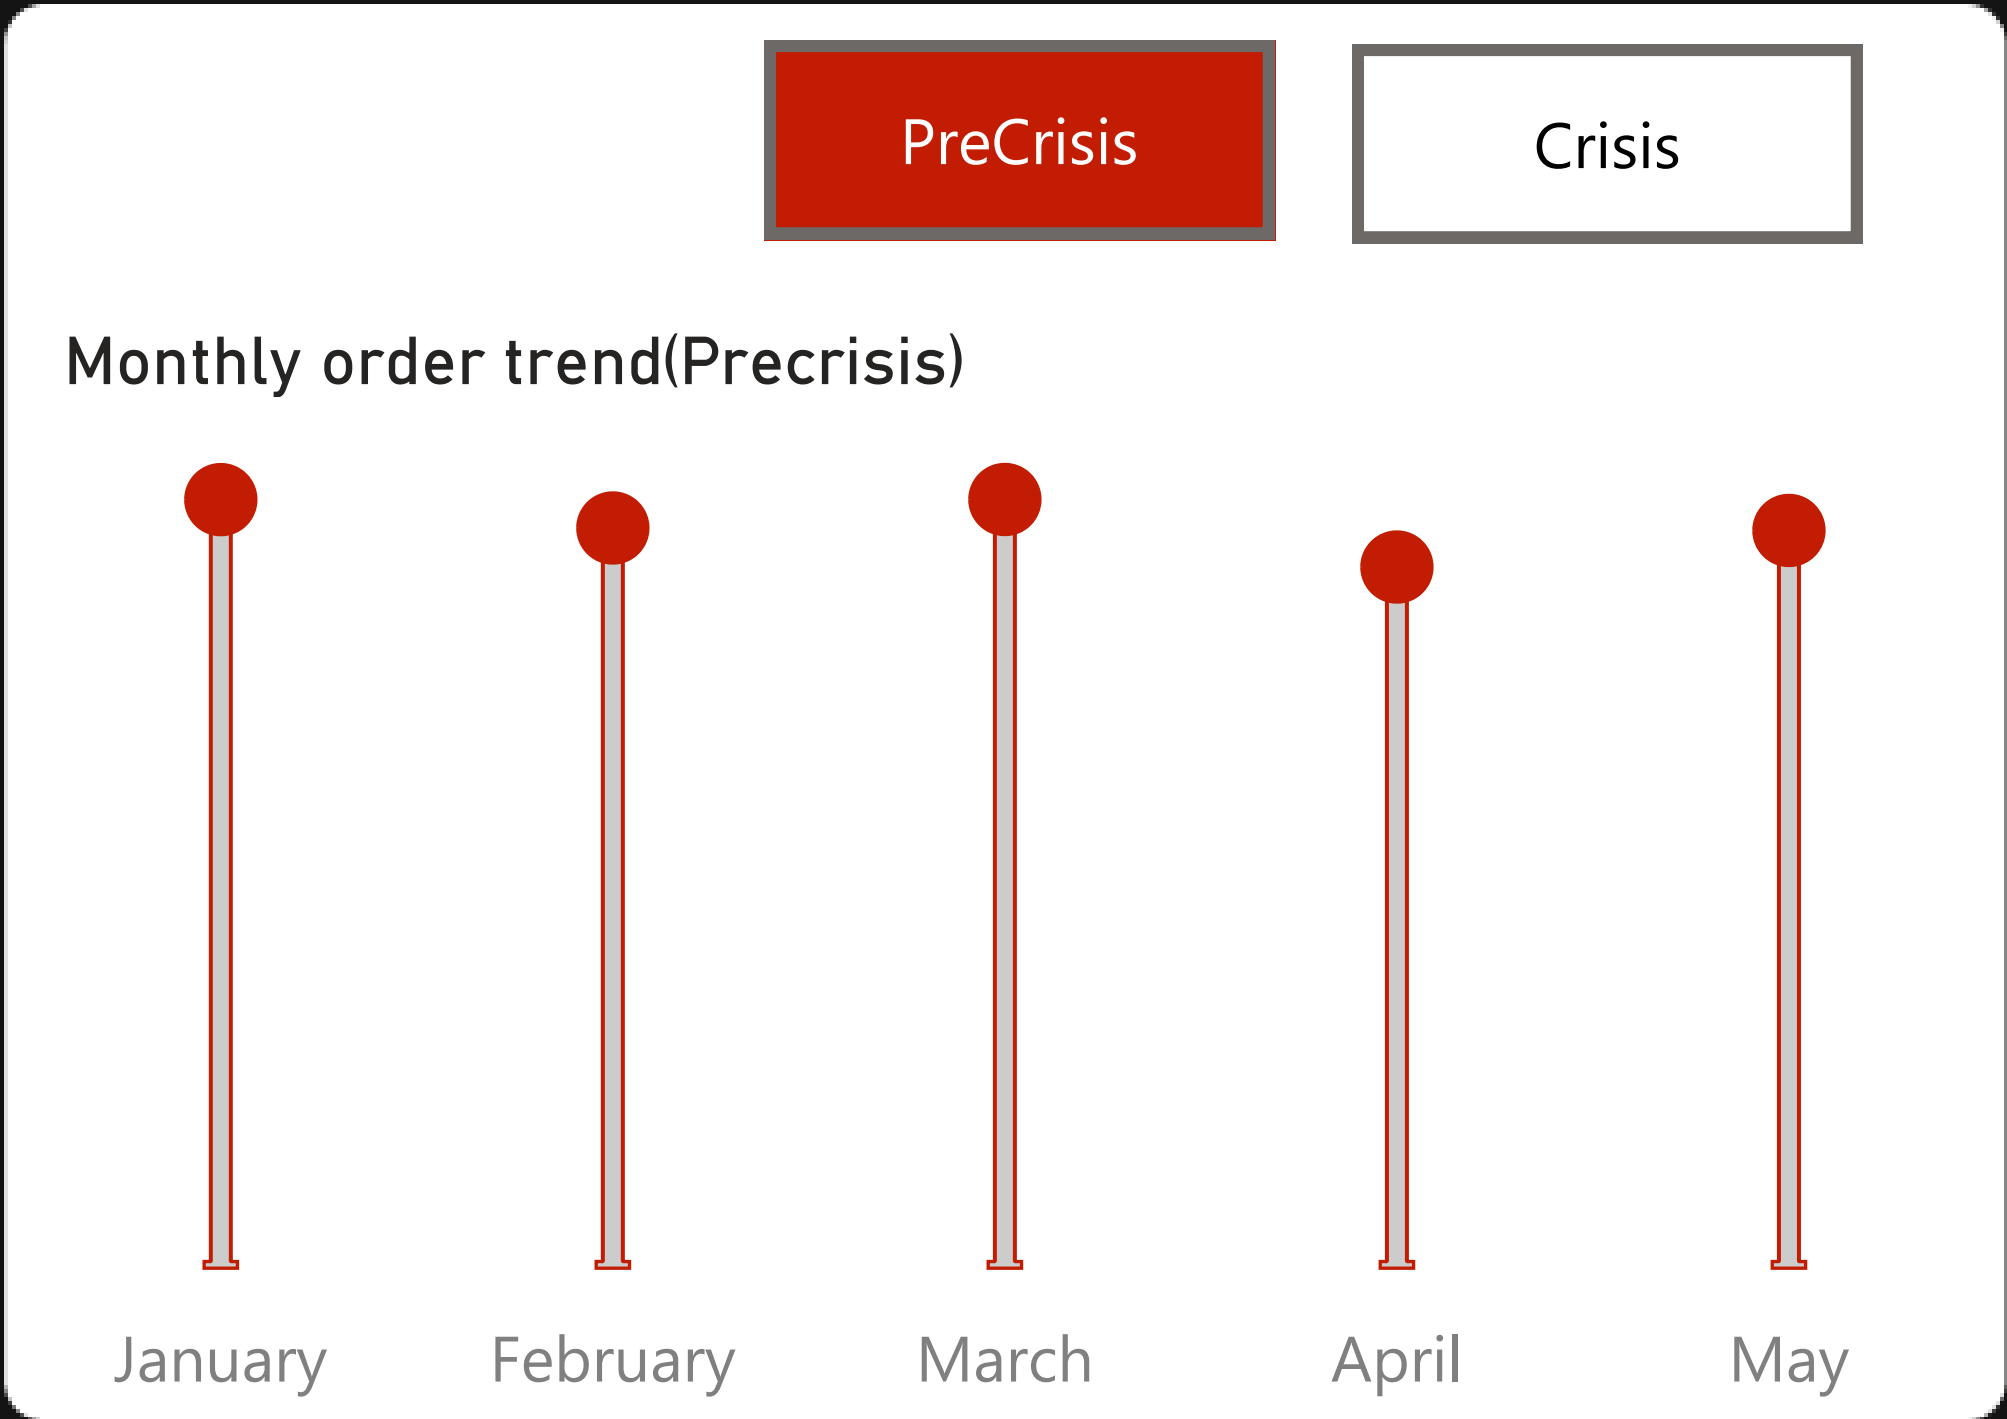 PreCrisis
Crisis
Monthly order trend(Precrisis)
January
February
March
April
May